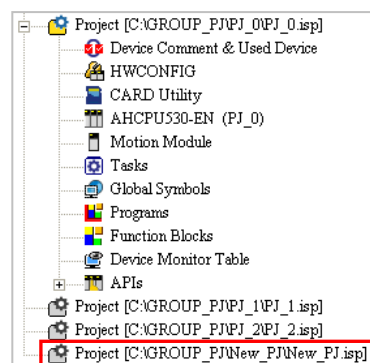 Project [C:\GROUP_PJ\PJ_0\PJ_0.isp]
Device Comment & Used Device
HWCONFIG
CARD Utility
AHCPU530-EN (PJ_0)
Motion Module
Tasks
Global Symbols
Programs
Function Blocks
Device Monitor Table
APIs
Project [C:\GROUP_PJ\PJ_1\PJ_1.isp]
Project [C:\GROUP_PJ\PJ_2\PJ_2.isp]
Project [C:\GROUP_PJ\New_PJ\New_PJ.isp]